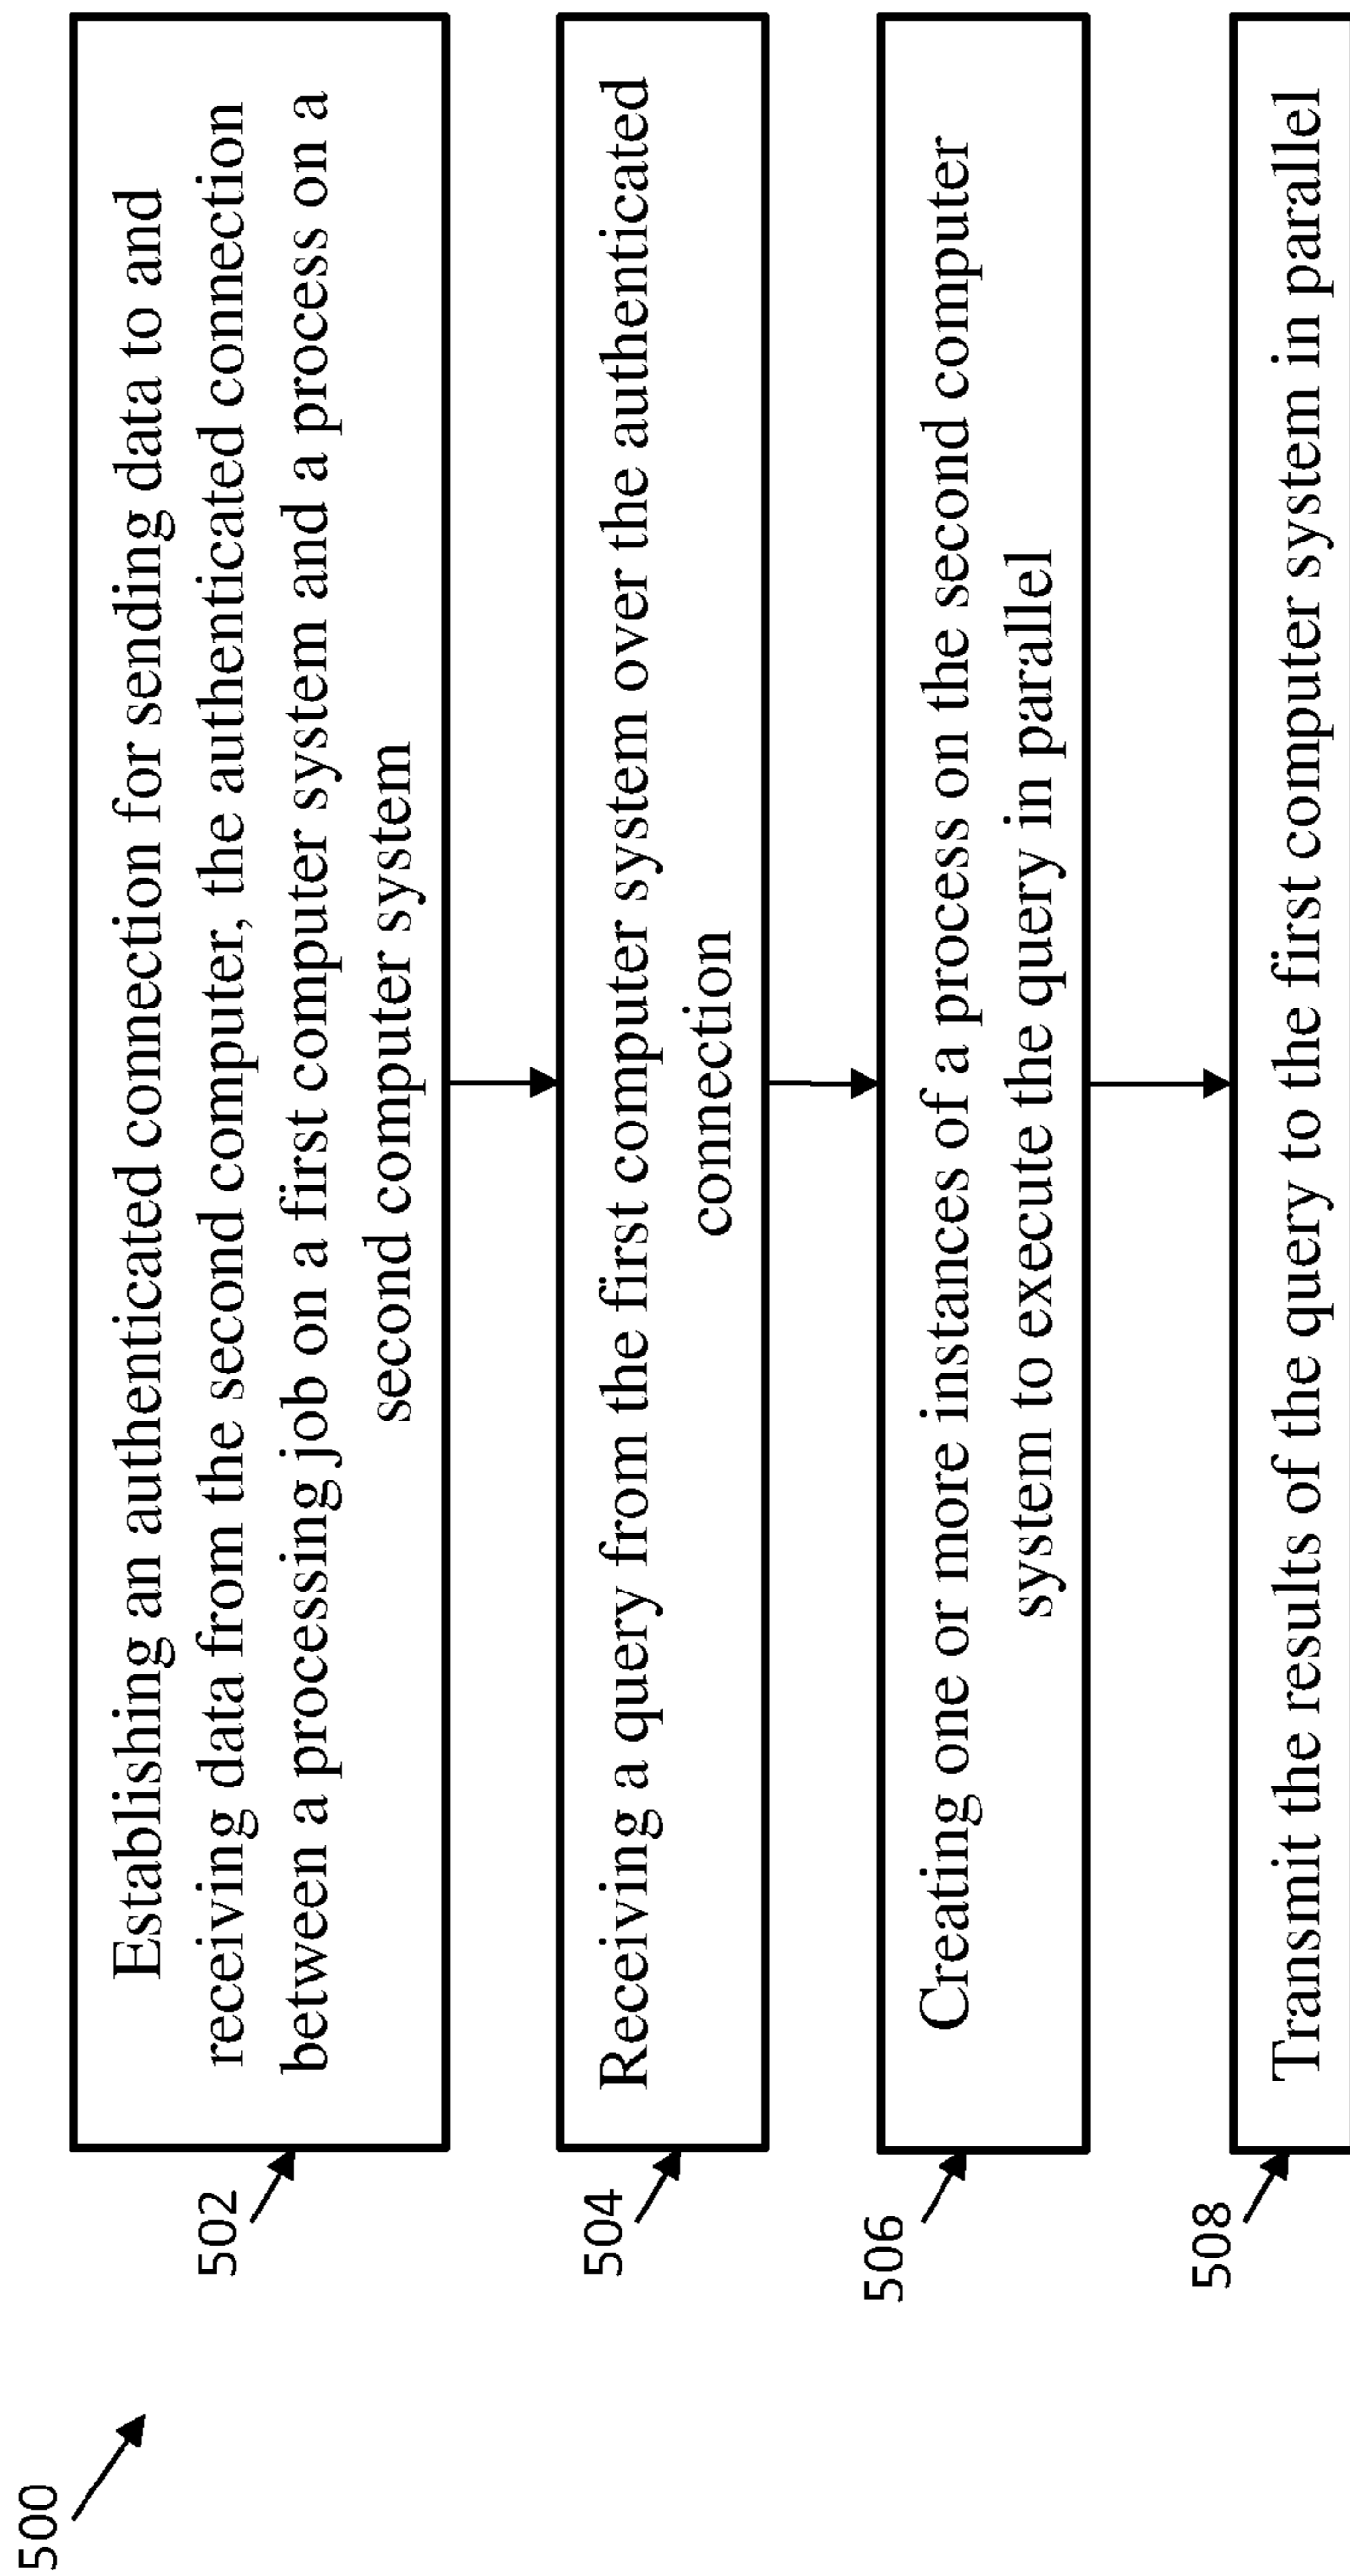 500
502
Establishing an authenticated connection for sending data to and
receiving data from the second computer, the authenticated connection
between a processing job on a first computer system and a process on a
second computer system
504
Receiving a query from the first computer system over the authenticated
connection
506
Creating one or more instances of a process on the second computer
system to execute the query in parallel
508
Transmit the results of the query to the first computer system in parallel